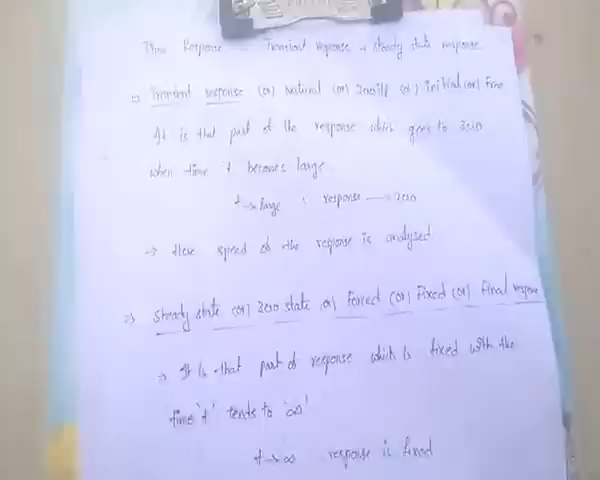 Time Response = Transient response + steady state response
⇒ Transient response (or) Natural (or) Zero i/p (or) Initial (or) Free
It is that part of the response which goes to zero
when time t becomes large
t → large : response → zero
→ Here speed of the response is analysed
⇒ Steady state (or) Zero state (or) Forced (or) Fixed (or) Final response
⇒ It is that part of response which is fixed with the
time 't' tends to '∞'
t → ∞ response is fixed